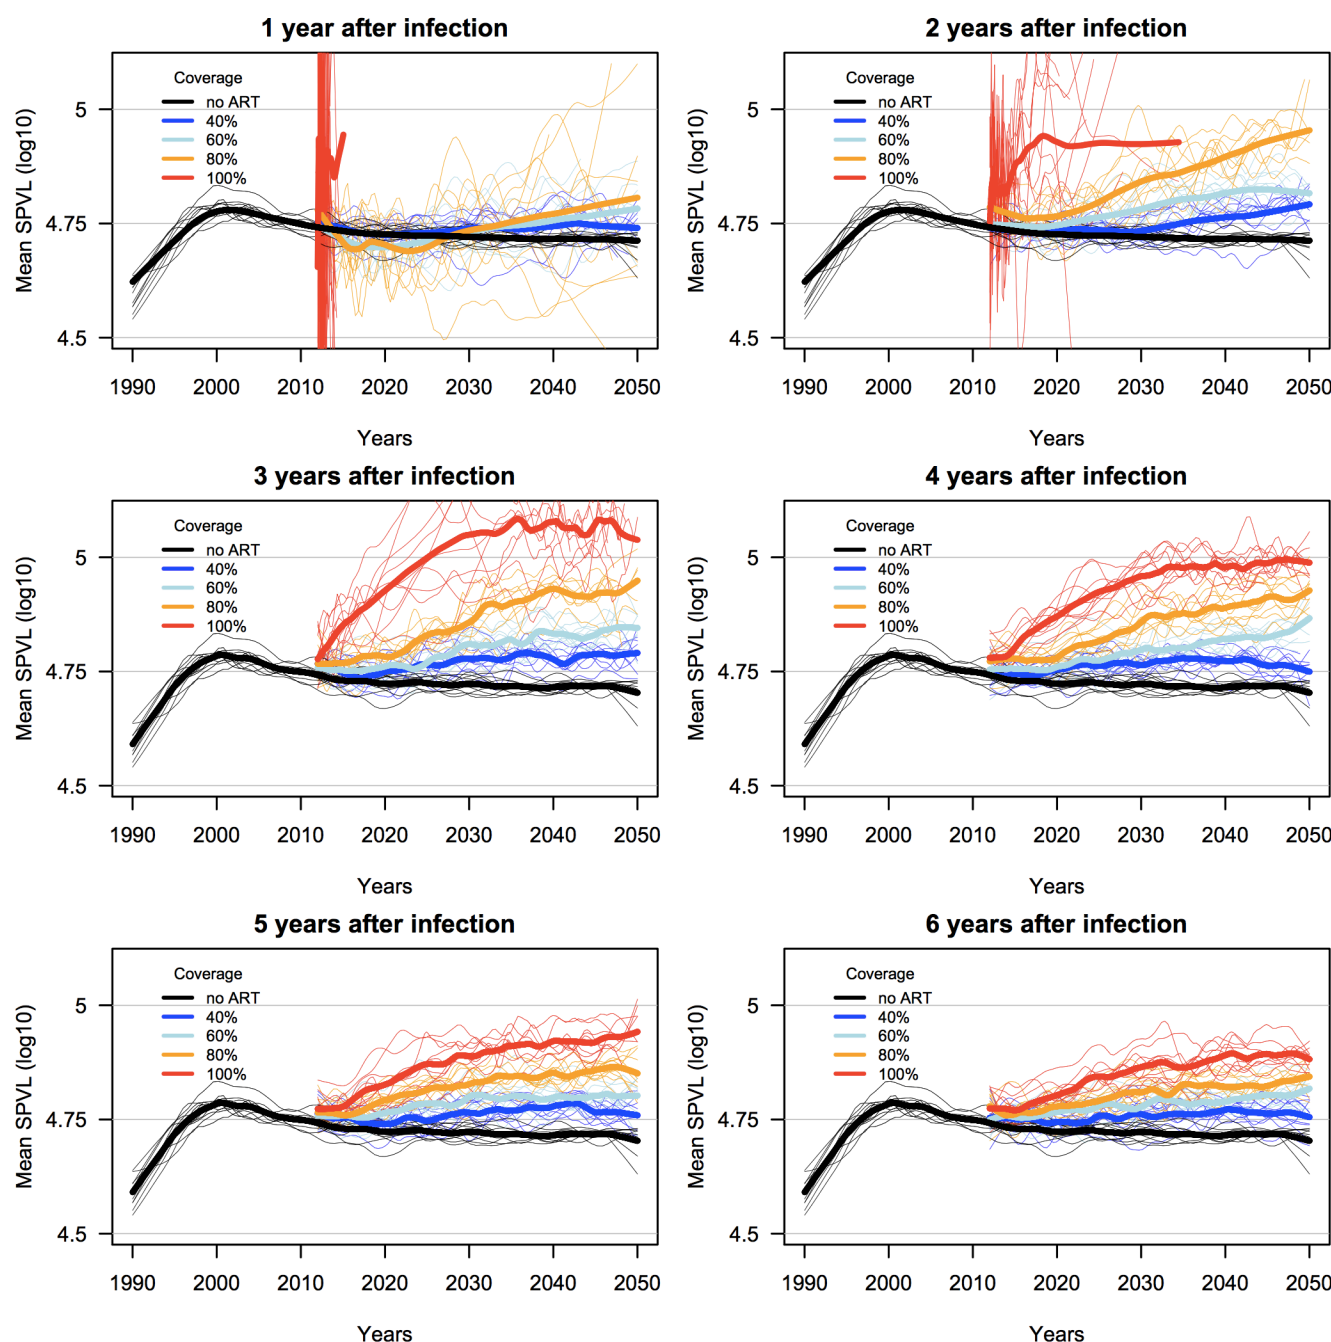 1 year after infection
Mean SPVL (log10)
5
4.75
4.5
Coverage
no ART
40%
60%
80%
100%
1990 2000 2010 2020 2030 2040 2050
Years
2 years after infection
Mean SPVL (log10)
5
4.75
4.5
Coverage
no ART
40%
60%
80%
100%
1990 2000 2010 2020 2030 2040 2050
Years
3 years after infection
Mean SPVL (log10)
5
4.75
4.5
Coverage
no ART
40%
60%
80%
100%
1990 2000 2010 2020 2030 2040 2050
Years
4 years after infection
Mean SPVL (log10)
5
4.75
4.5
Coverage
no ART
40%
60%
80%
100%
1990 2000 2010 2020 2030 2040 2050
Years
5 years after infection
Mean SPVL (log10)
5
4.75
4.5
Coverage
no ART
40%
60%
80%
100%
1990 2000 2010 2020 2030 2040 2050
Years
6 years after infection
Mean SPVL (log10)
5
4.75
4.5
Coverage
no ART
40%
60%
80%
100%
1990 2000 2010 2020 2030 2040 2050
Years